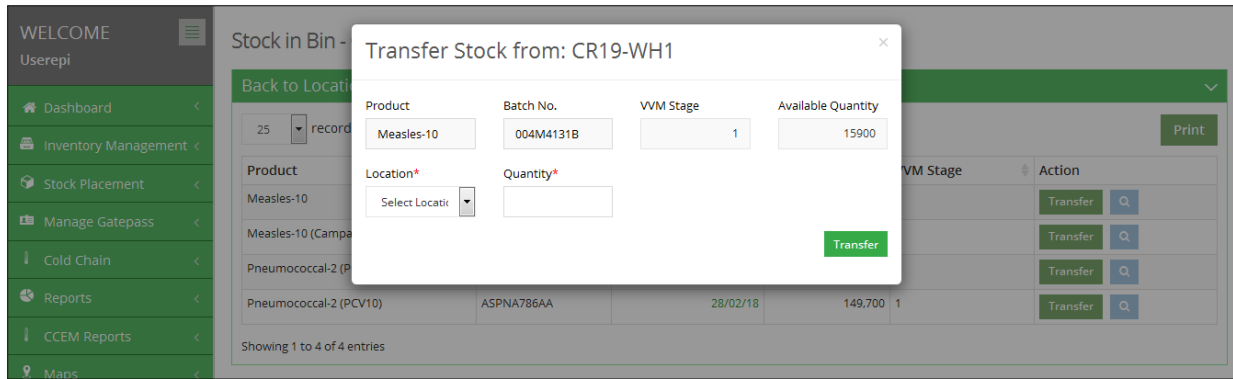 WELCOME
Userepi
Dashboard
Inventory Management
Stock Placement
Manage Gatepass
Cold Chain
Reports
CCEM Reports
Maps
Stock in Bin -
Back to Locati
25 record
Print
Product VM Stage Action
Measles-10 Transfer
Measles-10 (Campa Transfer
Pneumococcal-2 (P Transfer
Pneumococcal-2 (PCV10) ASPNA786AA 28/02/18 149,700 1 Transfer
Showing 1 to 4 of 4 entries
Transfer Stock from: CR19-WH1 ×
Product Batch No. VVM Stage Available Quantity
Measles-10 004M4131B 1 15900
Location* Quantity*
Select Locatic
Transfer